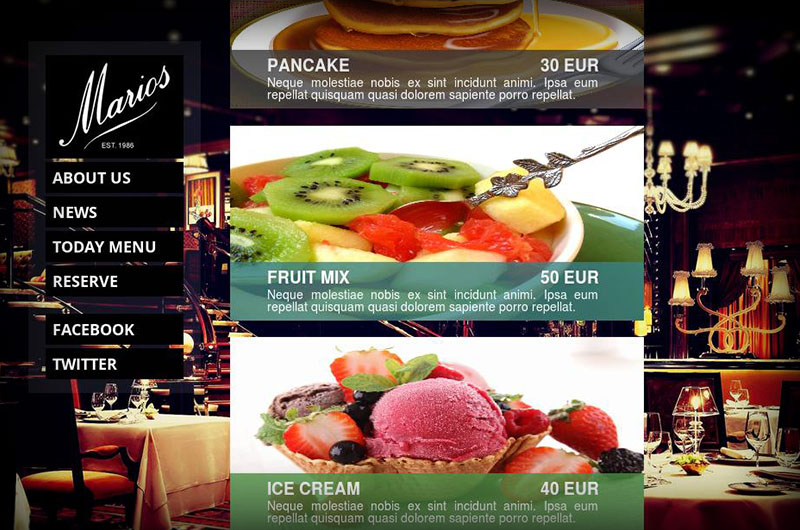 Marios
EST. 1986
ABOUT US
NEWS
TODAY MENU
RESERVE
FACEBOOK
TWITTER
PANCAKE 30 EUR
Neque molestiae nobis ex sint incidunt animi. Ipsa eum
repellat quisquam quasi dolorem sapiente porro repellat.
FRUIT MIX 50 EUR
Neque molestiae nobis ex sint incidunt animi. Ipsa eum
repellat quisquam quasi dolorem sapiente porro repellat.
ICE CREAM 40 EUR
Neque molestiae nobis ex sint incidunt animi. Ipsa eum
repellat quisquam quasi dolorem sapiente porro repellat.